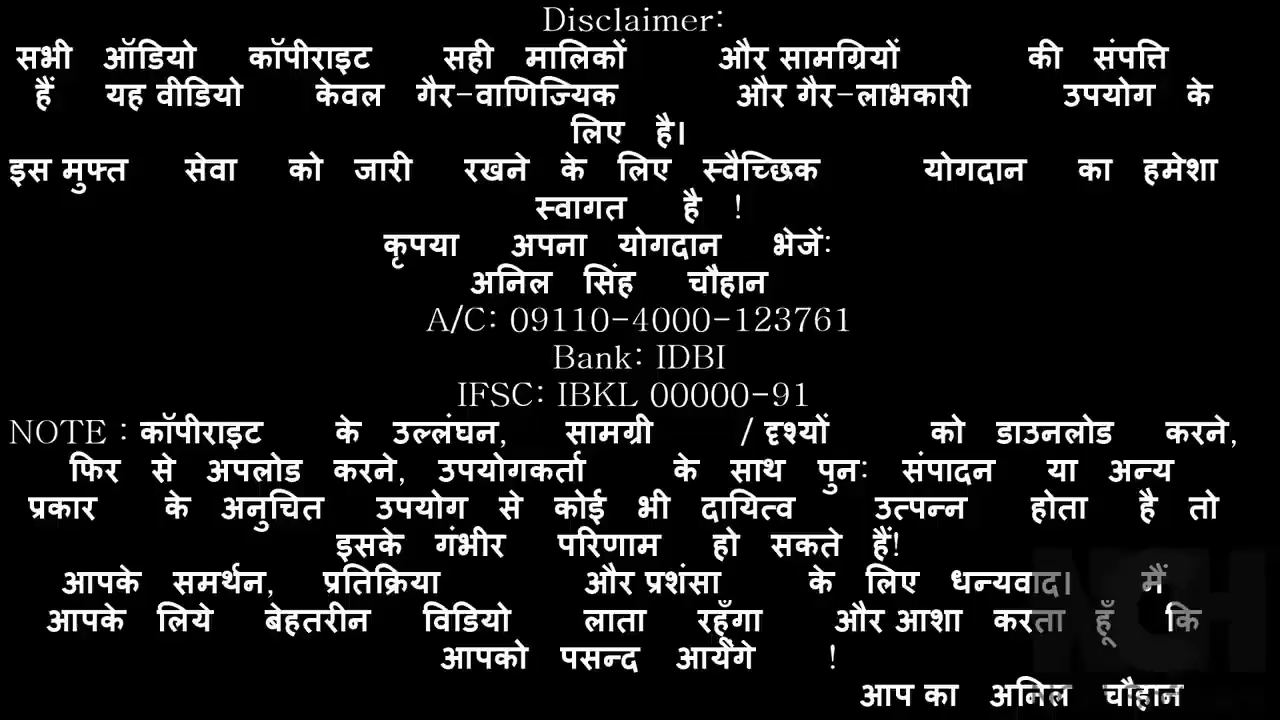 Disclaimer:
सभी ऑडियो कॉपीराइट सही मालिकों और सामग्रियों की संपत्ति
हैं यह वीडियो केवल गैर-वाणिज्यिक और गैर-लाभकारी उपयोग के
लिए है।
इस मुफ्त सेवा को जारी रखने के लिए स्वैच्छिक योगदान का हमेशा
स्वागत है !
कृपया अपना योगदान भेजें:
अनिल सिंह चौहान
A/C: 09110-4000-123761
Bank: IDBI
IFSC: IBKL 00000-91
NOTE : कॉपीराइट के उल्लंघन, सामग्री / दृश्यों को डाउनलोड करने,
फिर से अपलोड करने, उपयोगकर्ता के साथ पुन: संपादन या अन्य
प्रकार के अनुचित उपयोग से कोई भी दायित्व उत्पन्न होता है तो
इसके गंभीर परिणाम हो सकते हैं!
आपके समर्थन, प्रतिक्रिया और प्रशंसा के लिए धन्यवाद। मैं
आपके लिये बेहतरीन विडियो लाता रहूँगा और आशा करता हूँ कि
आपको पसन्द आयेंगे !
आप का अनिल चौहान